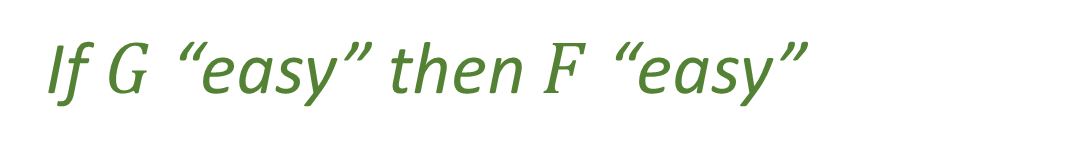 If G “easy” then F “easy”